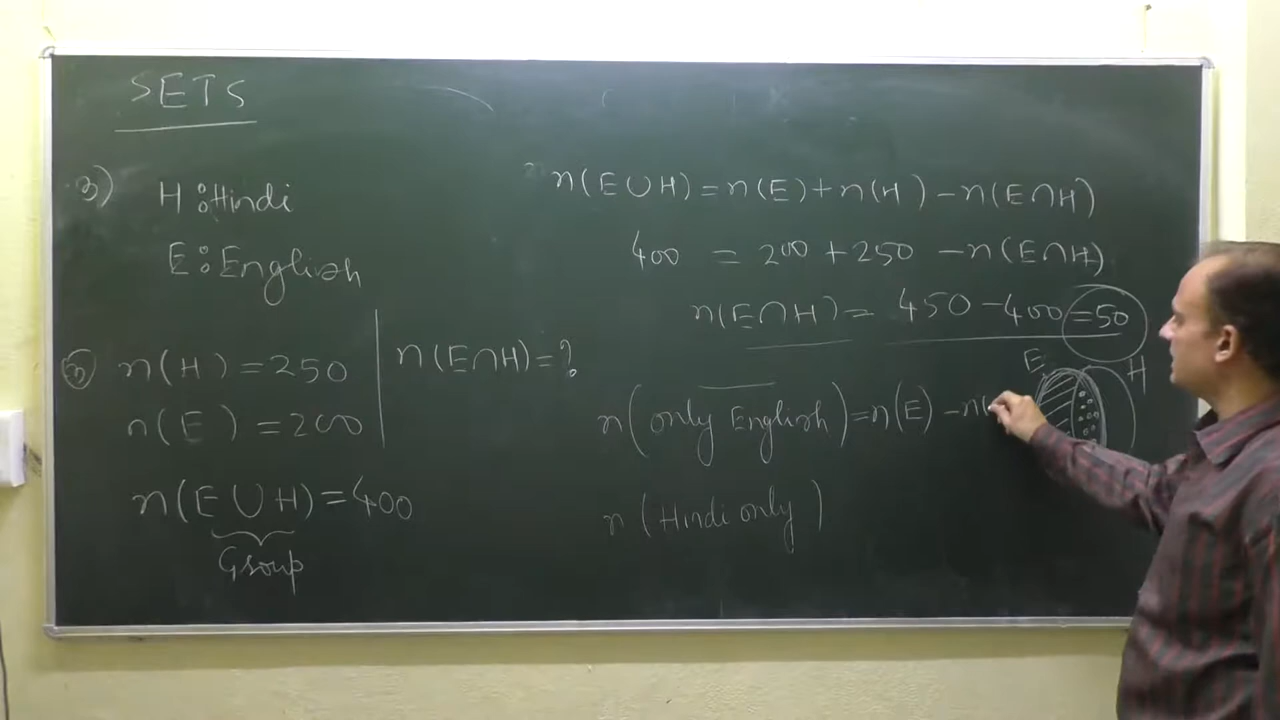 SETS
3) H : Hindi
E : English
n(H) = 250
n(E) = 200
n(E∩H) = ?
n(E∪H) = 400
Group
n(E∪H) = n(E) + n(H) - n(E∩H)
400 = 200 + 250 - n(E∩H)
n(E∩H) = 450 - 400 = 50
E H
n(only English) = n(E) - n(
n(Hindi only)